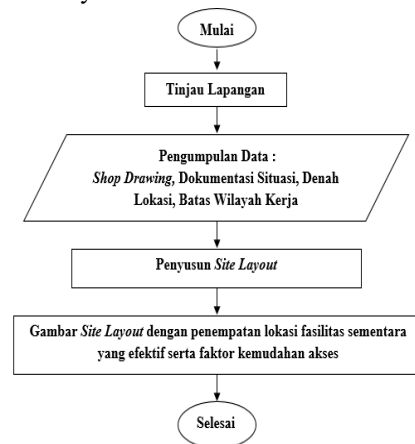 Mulai
Tinjau Lapangan
Pengumpulan Data :
Shop Drawing, Dokumentasi Situasi, Denah
Lokasi, Batas Wilayah Kerja
Penyusun Site Layout
Gambar Site Layout dengan penempatan lokasi fasilitas sementara
yang efektif serta faktor kemudahan akses
Selesai